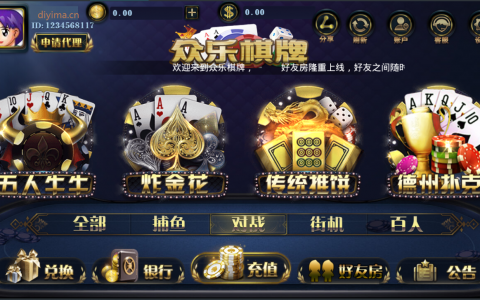 diyima.cn
ID: 1234568117
0.00
0.00
申请代理
分享
刷新
账户
客服
设置
众乐棋牌
欢迎来到众乐棋牌， 好友房隆重上线，好友之间随时
五人牛牛
炸金花
传统推饼
德州扑克
全部
捕鱼
对战
街机
百人
兑换
银行
充值
好友房
公告